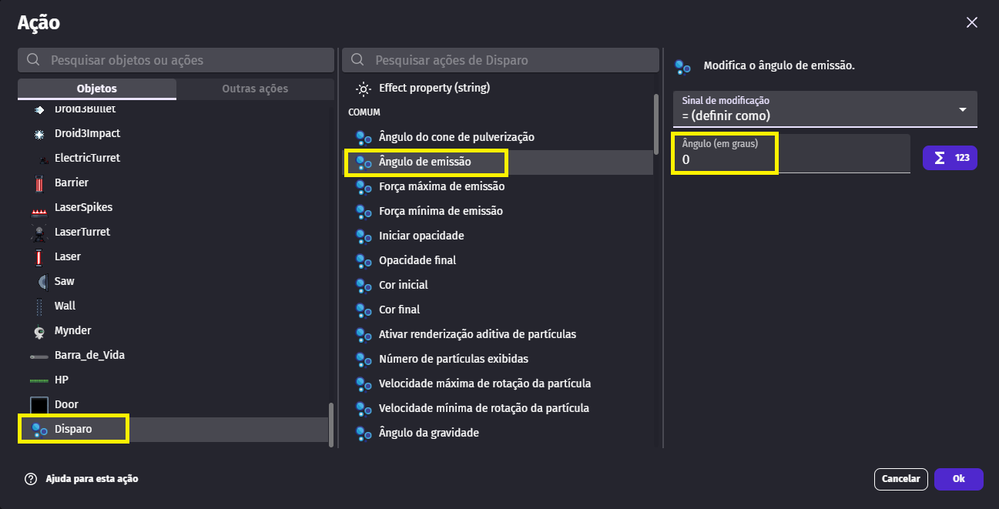 Ação
Pesquisar objetos ou ações
Objetos
Outras ações
Droid3Bullet
Droid3Impact
ElectricTurret
Barrier
LaserSpikes
LaserTurret
Laser
Saw
Wall
Mynder
Barra_de_Vida
HP
Door
Disparo
Pesquisar ações de Disparo
Effect property (string)
COMUM
Ângulo do cone de pulverização
Ângulo de emissão
Força máxima de emissão
Força mínima de emissão
Iniciar opacidade
Opacidade final
Cor inicial
Cor final
Ativar renderização aditiva de partículas
Número de partículas exibidas
Velocidade máxima de rotação da partícula
Velocidade mínima de rotação da partícula
Ângulo da gravidade
Modifica o ângulo de emissão.
Sinal de modificação
= (definir como)
Ângulo (em graus)
0
Σ 123
Ajuda para esta ação
Cancelar
Ok